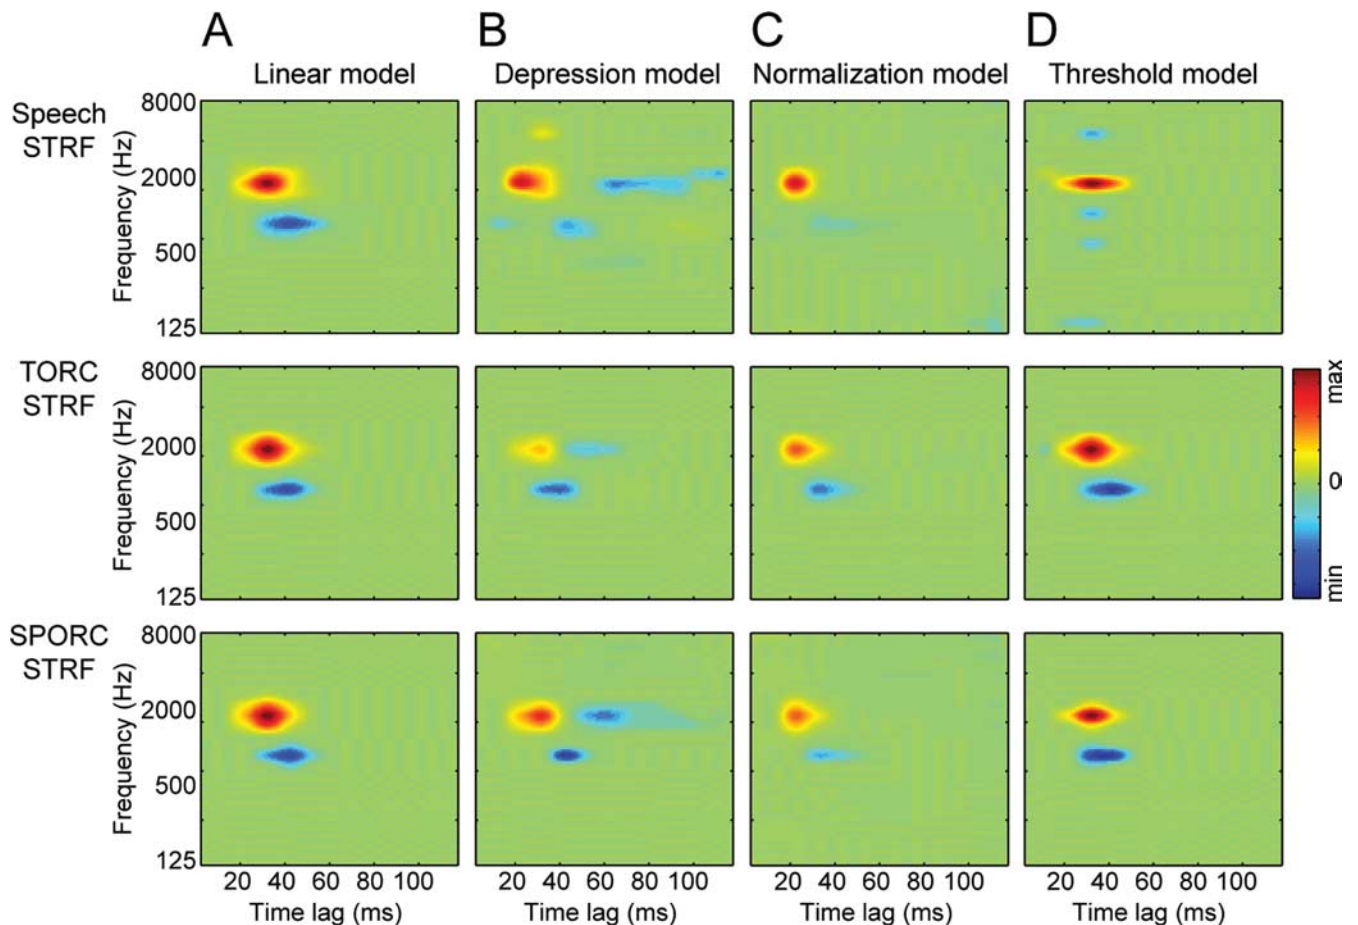 A B C D
Linear model Depression model Normalization model Threshold model
Speech
STRF
Frequency (Hz)
8000
2000
500
125
TORC
STRF
Frequency (Hz)
8000
2000
500
125
max
0
min
SPORC
STRF
Frequency (Hz)
8000
2000
500
125
20 40 60 80 100 20 40 60 80 100 20 40 60 80 100 20 40 60 80 100
Time lag (ms) Time lag (ms) Time lag (ms) Time lag (ms)